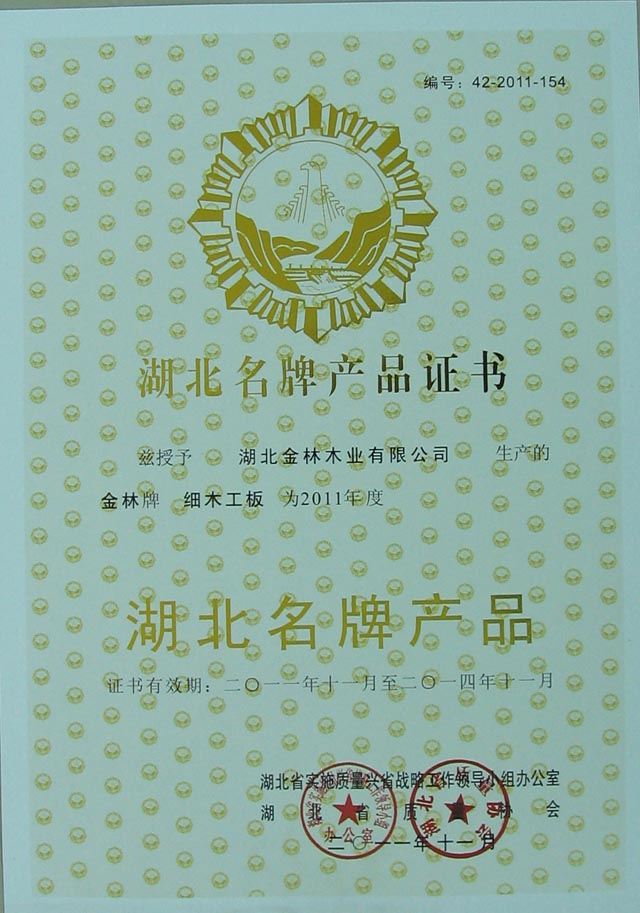 编号：42-2011-154
湖北名牌产品证书
兹授予 湖北金林木业有限公司 生产的
金林牌 细木工板 为2011年度
湖北名牌产品
证书有效期：二〇一一年十一月至二〇一四年十一月
湖北省实施质量兴省战略工作领导小组办公室
湖北省质量协会
二〇一一年十一月
办公室